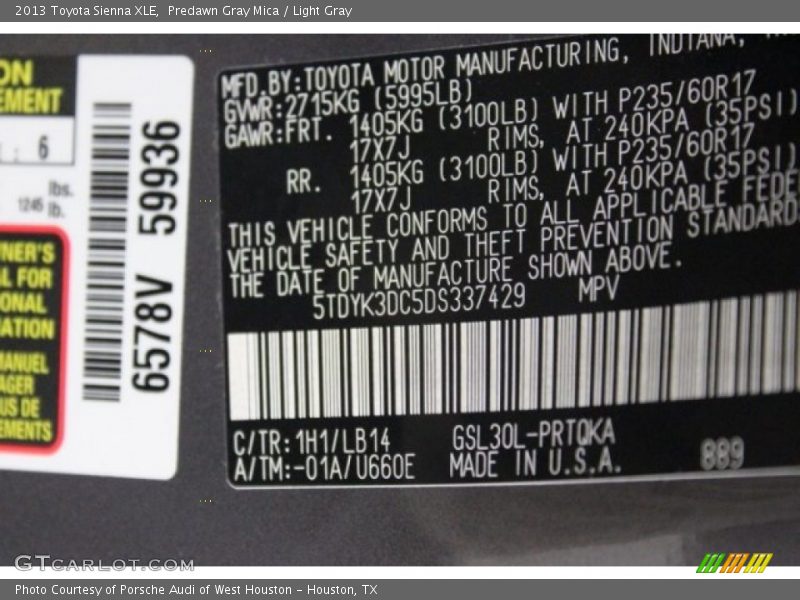 2013 Toyota Sienna XLE,  Predawn Gray Mica / Light Gray
MFD.BY:TOYOTA MOTOR MANUFACTURING, INDIANA,
GVWR:2715KG (5995LB)
GAWR:FRT. 1405KG (3100LB) WITH P235/60R17
17X7J RIMS, AT 240KPA (35PSI)
RR. 1405KG (3100LB) WITH P235/60R17
17X7J RIMS, AT 240KPA (35PSI)
THIS VEHICLE CONFORMS TO ALL APPLICABLE FEDE
VEHICLE SAFETY AND THEFT PREVENTION STANDARD
THE DATE OF MANUFACTURE SHOWN ABOVE.
5TDYK3DC5DS337429 MPV
C/TR:1H1/LB14 GSL30L-PRTQKA
A/TM:-01A/U660E MADE IN U.S.A.
889
ON
EMENT
: 6
lbs.
1245 lb.
6578V 59936
NER'S
L FOR
ONAL
ATION
MANUEL
AGER
US DE
EMENTS
GTCARLOT.COM
Photo Courtesy of Porsche Audi of West Houston - Houston, TX